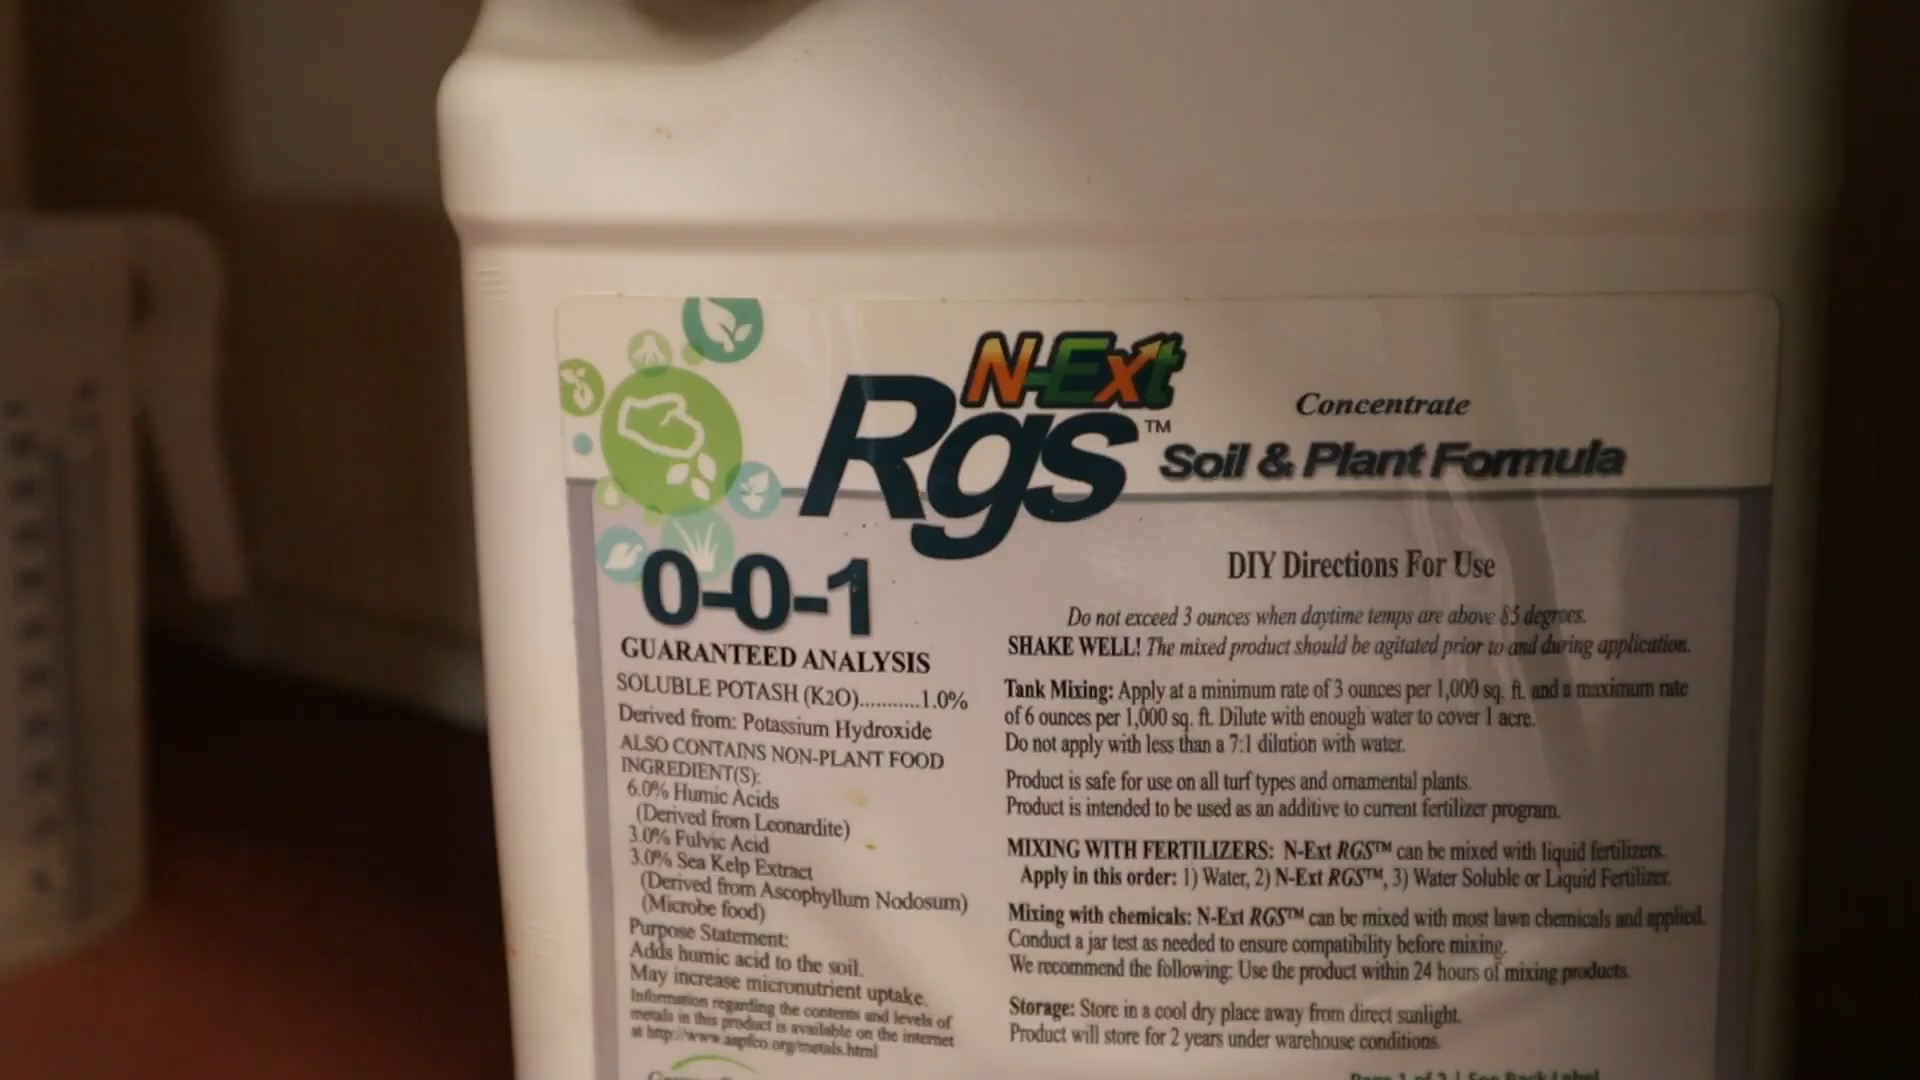 N-Ext
Rgs™
Concentrate
Soil & Plant Formula
0-0-1
GUARANTEED ANALYSIS
SOLUBLE POTASH (K2O)...........1.0%
Derived from: Potassium Hydroxide
ALSO CONTAINS NON-PLANT FOOD
INGREDIENT(S):
6.0% Humic Acids
(Derived from Leonardite)
3.0% Fulvic Acid
3.0% Sea Kelp Extract
(Derived from Ascophyllum Nodosum)
(Microbe food)
Purpose Statement:
Adds humic acid to the soil.
May increase micronutrient uptake.
Information regarding the contents and levels of
metals in this product is available on the internet
at http://www.aapfco.org/metals.html
DIY Directions For Use
Do not exceed 3 ounces when daytime temps are above 85 degrees.
SHAKE WELL! The mixed product should be agitated prior to and during application.
Tank Mixing: Apply at a minimum rate of 3 ounces per 1,000 sq. ft. and a maximum rate
of 6 ounces per 1,000 sq. ft. Dilute with enough water to cover 1 acre.
Do not apply with less than a 7:1 dilution with water.
Product is safe for use on all turf types and ornamental plants.
Product is intended to be used as an additive to current fertilizer program.
MIXING WITH FERTILIZERS: N-Ext RGS™ can be mixed with liquid fertilizers.
Apply in this order: 1) Water, 2) N-Ext RGS™, 3) Water Soluble or Liquid Fertilizer.
Mixing with chemicals: N-Ext RGS™ can be mixed with most lawn chemicals and applied.
Conduct a jar test as needed to ensure compatibility before mixing.
We recommend the following: Use the product within 24 hours of mixing products.
Storage: Store in a cool dry place away from direct sunlight.
Product will store for 2 years under warehouse conditions.
Page 1 of 2 | See Back Label